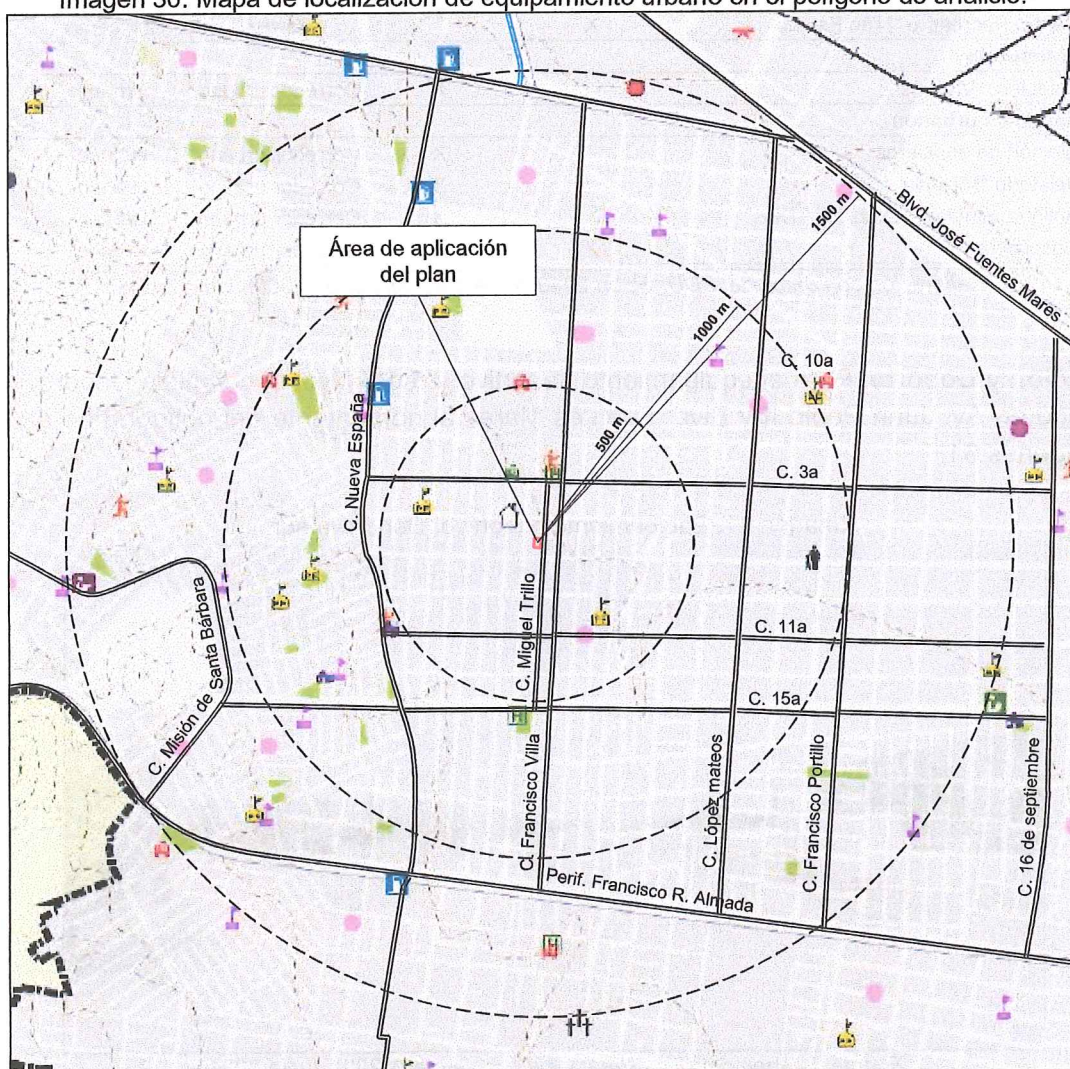 Imagen 30. Mapa de localización de equipamiento urbano en el polígono de análisis.
Blvd. José Fuentes Mares
1500 m
Área de aplicación
del plan
1000 m
C. 10a
500 m
C. Nueva España
C. 3a
C. Misión de Santa Bárbara
C. Miguel Trillo
C. 11a
C. 15a
C. Francisco Villa
C. López mateos
C. Francisco Portillo
C. 16 de septiembre
Perif. Francisco R. Almada